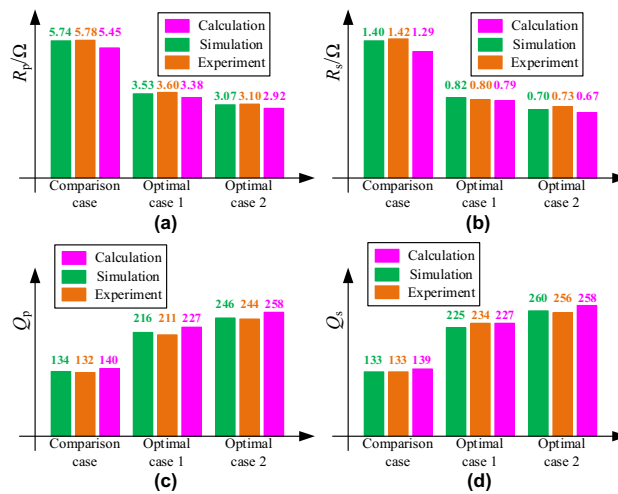 Rp/Ω
5.74 5.78 5.45
Calculation
Simulation
Experiment
3.53 3.60 3.38
3.07 3.10 2.92
Comparison case
Optimal case 1
Optimal case 2
(a)
Rs/Ω
1.40 1.42 1.29
Calculation
Simulation
Experiment
0.82 0.80 0.79
0.70 0.73 0.67
Comparison case
Optimal case 1
Optimal case 2
(b)
Qp
Calculation
Simulation
Experiment
134 132 140
216 211 227
246 244 258
Comparison case
Optimal case 1
Optimal case 2
(c)
Qs
Calculation
Simulation
Experiment
133 133 139
225 234 227
260 256 258
Comparison case
Optimal case 1
Optimal case 2
(d)